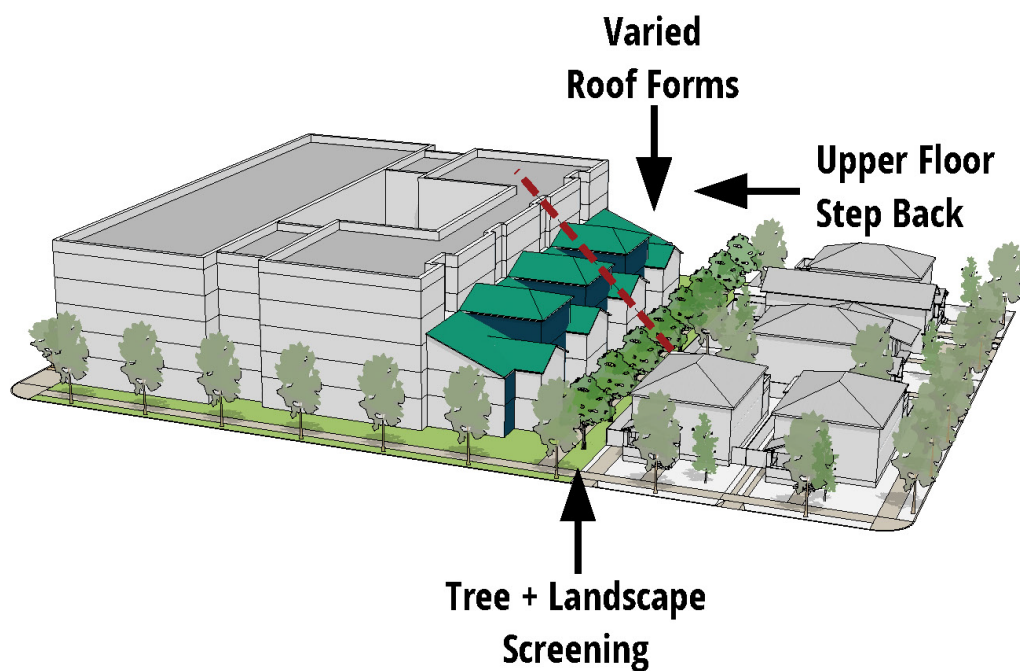 Varied
Roof Forms
Upper Floor
Step Back
Tree + Landscape
Screening